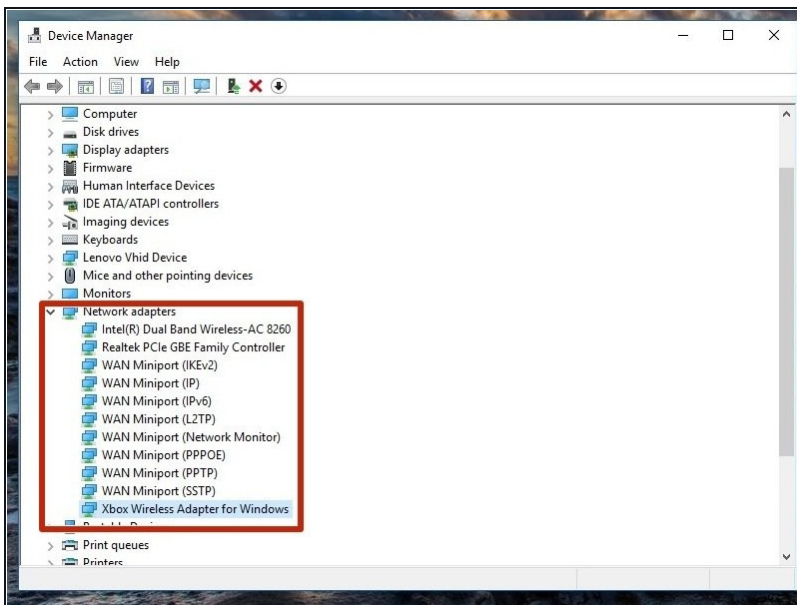 Device Manager
File Action View Help
Computer
Disk drives
Display adapters
Firmware
Human Interface Devices
IDE ATA/ATAPI controllers
Imaging devices
Keyboards
Lenovo Vhid Device
Mice and other pointing devices
Monitors
Network adapters
Intel(R) Dual Band Wireless-AC 8260
Realtek PCIe GBE Family Controller
WAN Miniport (IKEv2)
WAN Miniport (IP)
WAN Miniport (IPv6)
WAN Miniport (L2TP)
WAN Miniport (Network Monitor)
WAN Miniport (PPPOE)
WAN Miniport (PPTP)
WAN Miniport (SSTP)
Xbox Wireless Adapter for Windows
Print queues
Printers